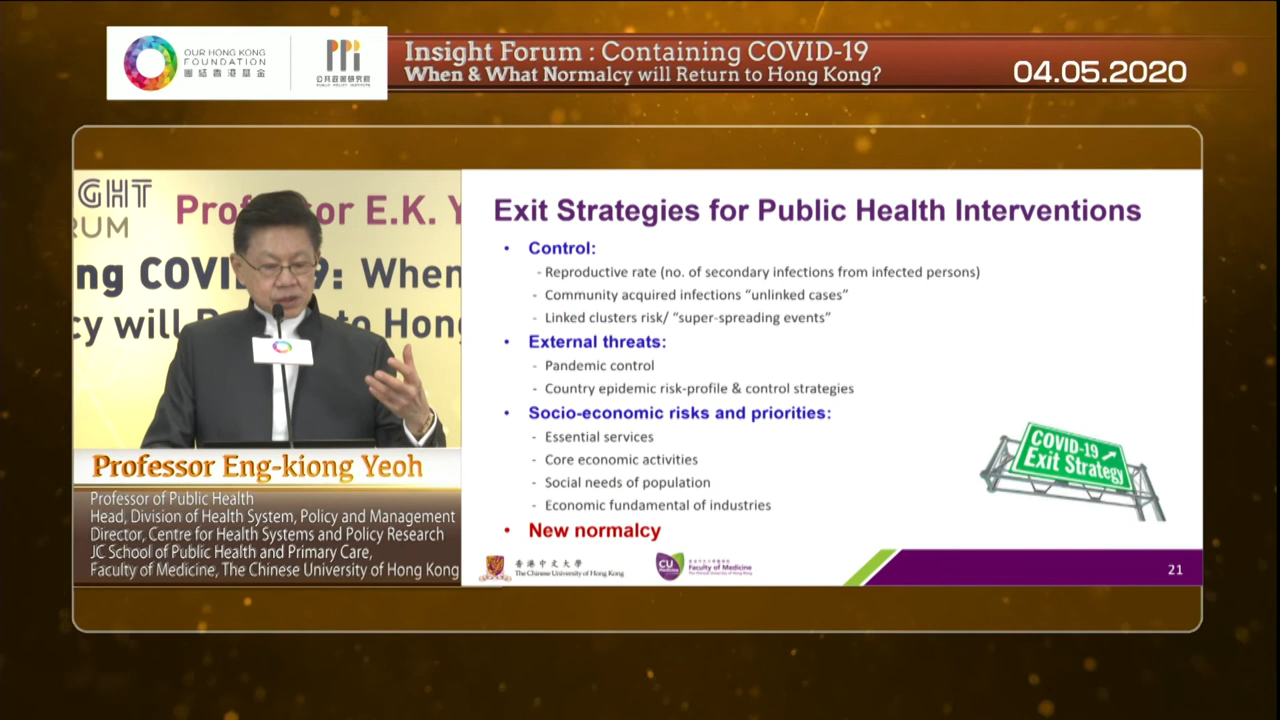 OUR HONG KONG
FOUNDATION
團結香港基金
公共政策研究院
PUBLIC POLICY INSTITUTE
Insight Forum : Containing COVID-19
When & What Normalcy will Return to Hong Kong?
04.05.2020
GHT
RUM
Professor E.K. Y
ng COVID-19: When
cy will R to Hong
Professor Eng-kiong Yeoh
Professor of Public Health
Head, Division of Health System, Policy and Management
Director, Centre for Health Systems and Policy Research
JC School of Public Health and Primary Care,
Faculty of Medicine, The Chinese University of Hong Kong
Exit Strategies for Public Health Interventions
• Control:
- Reproductive rate (no. of secondary infections from infected persons)
- Community acquired infections “unlinked cases”
- Linked clusters risk/ “super-spreading events”
• External threats:
- Pandemic control
- Country epidemic risk-profile & control strategies
• Socio-economic risks and priorities:
- Essential services
- Core economic activities
- Social needs of population
- Economic fundamental of industries
• New normalcy
COVID-19
Exit Strategy
香港中文大學
The Chinese University of Hong Kong
CU
Medicine
Faculty of Medicine
The Chinese University of Hong Kong
21